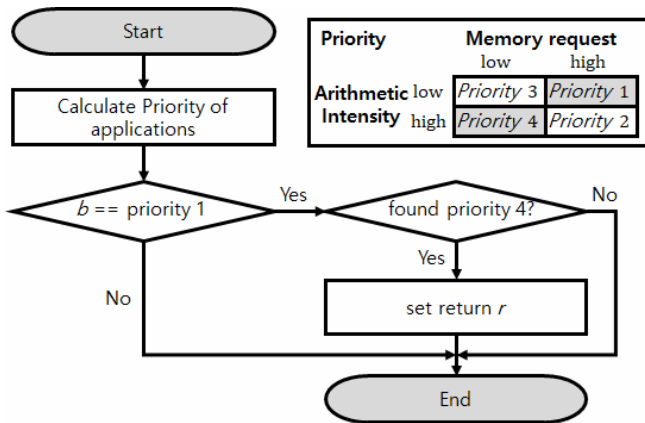 Start
Calculate Priority of
applications
b == priority 1
Yes
found priority 4?
No
Yes
No
set return r
End
Priority
Memory request
low high
Arithmetic low Priority 3 Priority 1
Intensity high Priority 4 Priority 2